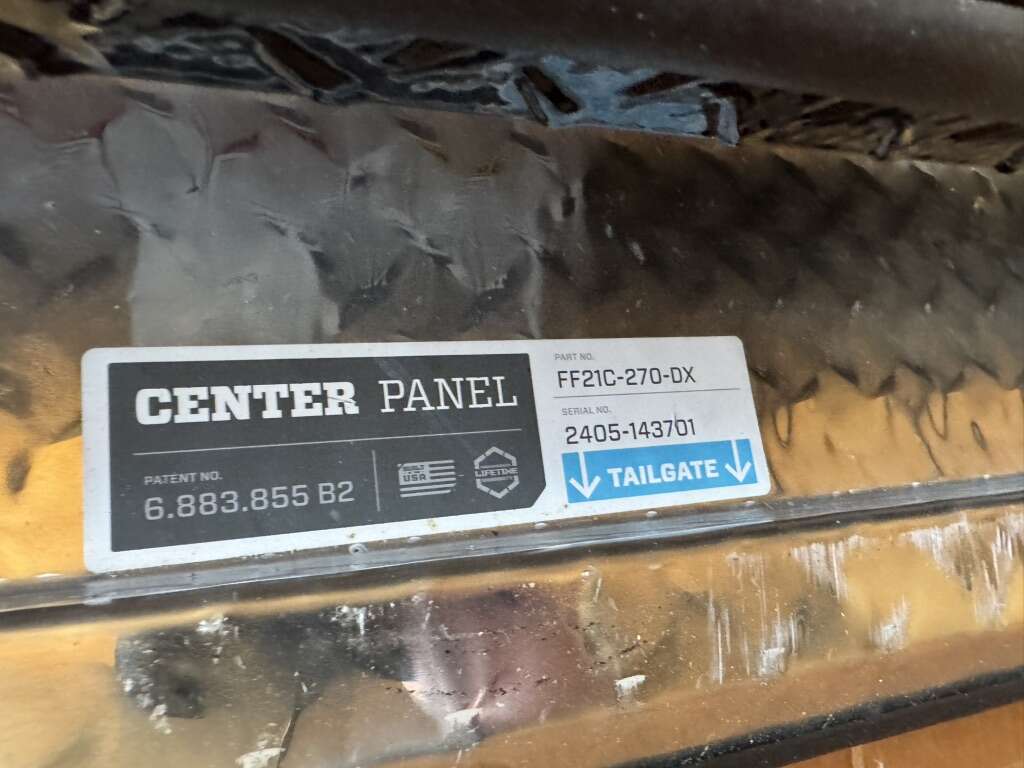 CENTER PANEL
PATENT NO.
6.883.855 B2
USA
LIFETIME
PART NO.
FF21C-270-DX
SERIAL NO.
2405-143701
TAILGATE